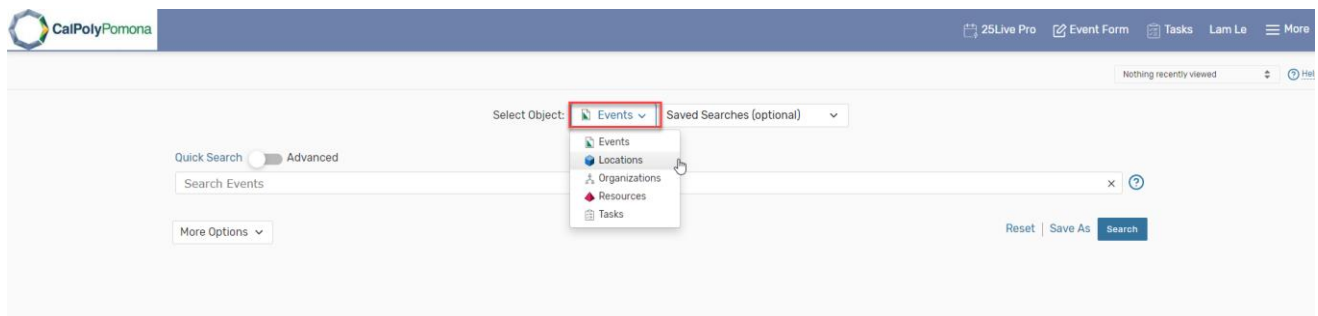 CalPolyPomona
25Live Pro Event Form Tasks Lam Le More
Nothing recently viewed Hel
Select Object: Events Saved Searches (optional)
Events
Quick Search Advanced
Locations
Organizations
Search Events
Resources
Tasks
More Options
Reset Save As Search